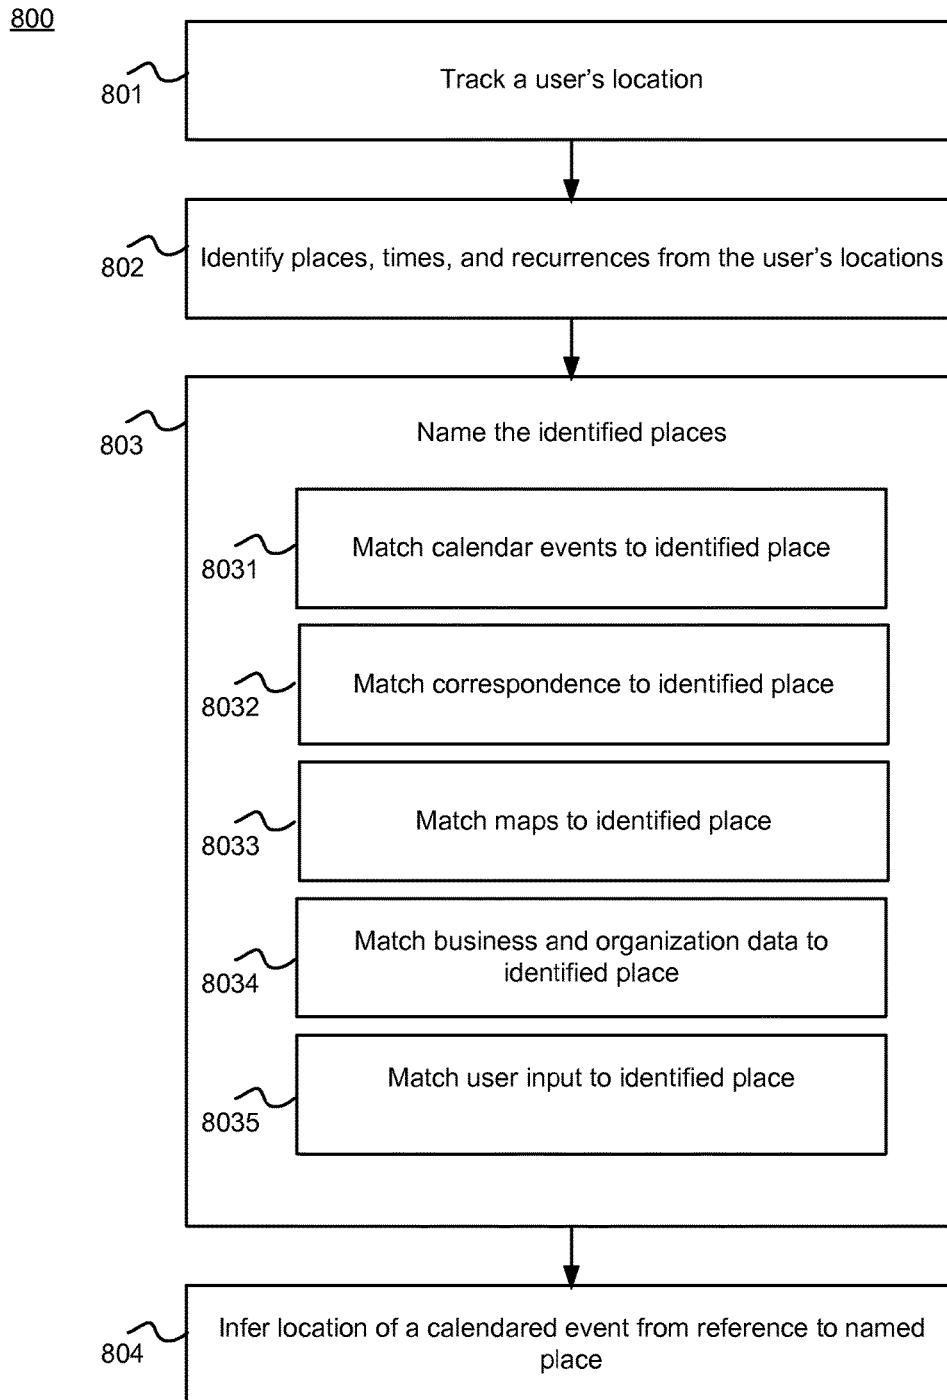 800
801
Track a user's location
802
Identify places, times, and recurrences from the user's locations
803
Name the identified places
8031
Match calendar events to identified place
8032
Match correspondence to identified place
8033
Match maps to identified place
8034
Match business and organization data to
identified place
8035
Match user input to identified place
804
Infer location of a calendared event from reference to named
place